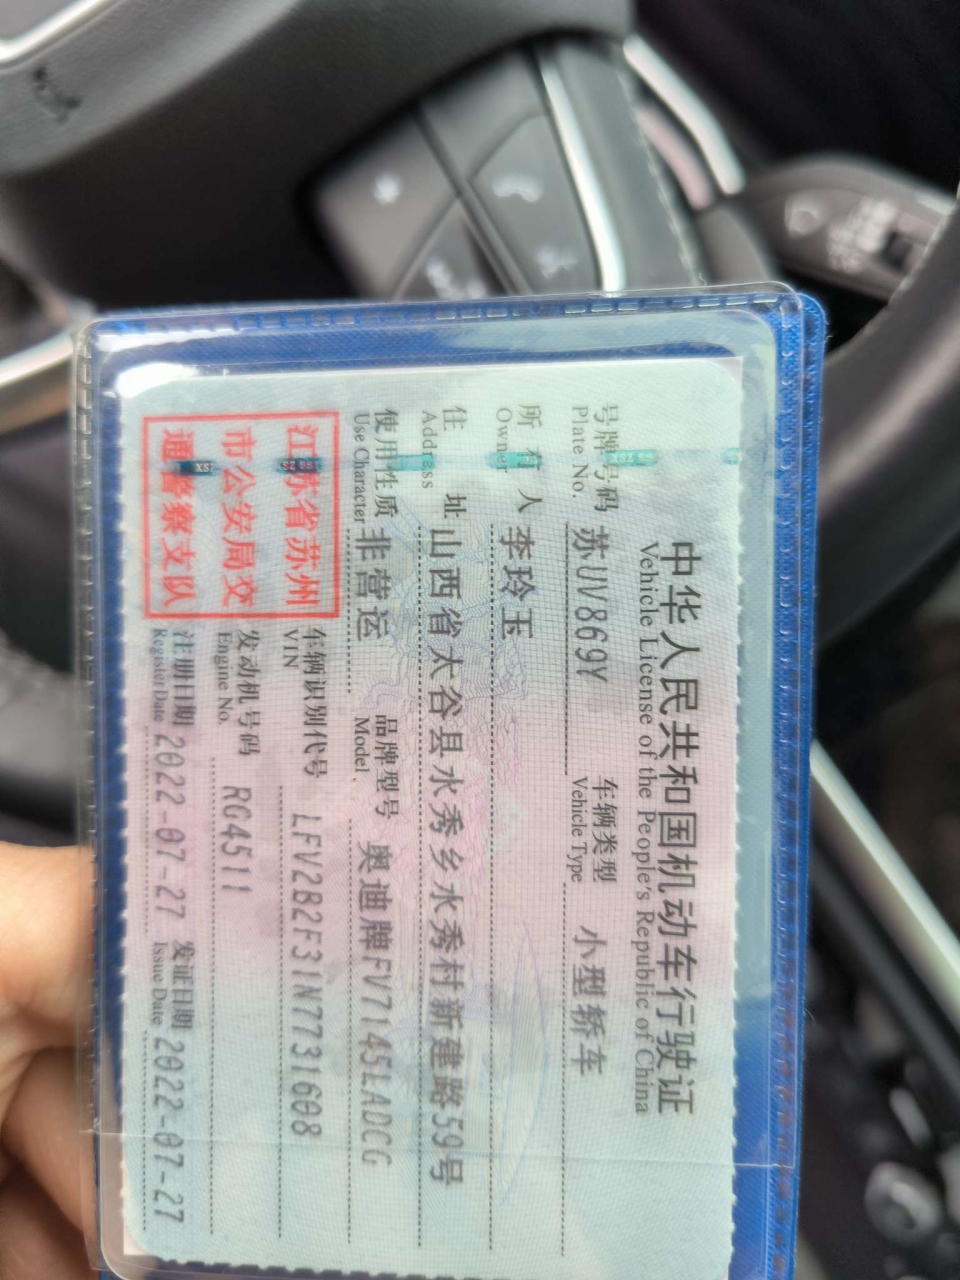 中华人民共和国机动车行驶证
Vehicle License of the People's Republic of China
号牌号码 苏UV869Y 车辆类型 小型轿车
Plate No. Vehicle Type
所有人 李玲玉
Owner
住址 山西省太谷县水秀乡水秀村新建路59号
Address
使用性质 非营运 品牌型号 奥迪牌FV7145LADCG
Use Character Model
车辆识别代号 LFV2B2F31N7731608
VIN
发动机号码 RG4511
Engine No.
注册日期 2022-07-27 发证日期 2022-07-27
Register Date Issue Date
江苏省苏州
市公安局交
通警察支队